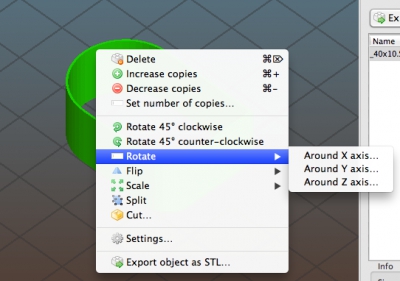 Delete ⌘⌦
Increase copies ⌘+
Decrease copies ⌘-
Set number of copies...
Rotate 45° clockwise
Rotate 45° counter-clockwise
Rotate
Flip
Scale
Split
Cut...
Settings...
Export object as STL...
Around X axis...
Around Y axis...
Around Z axis...
Ex
Name
_40x10.5
Info